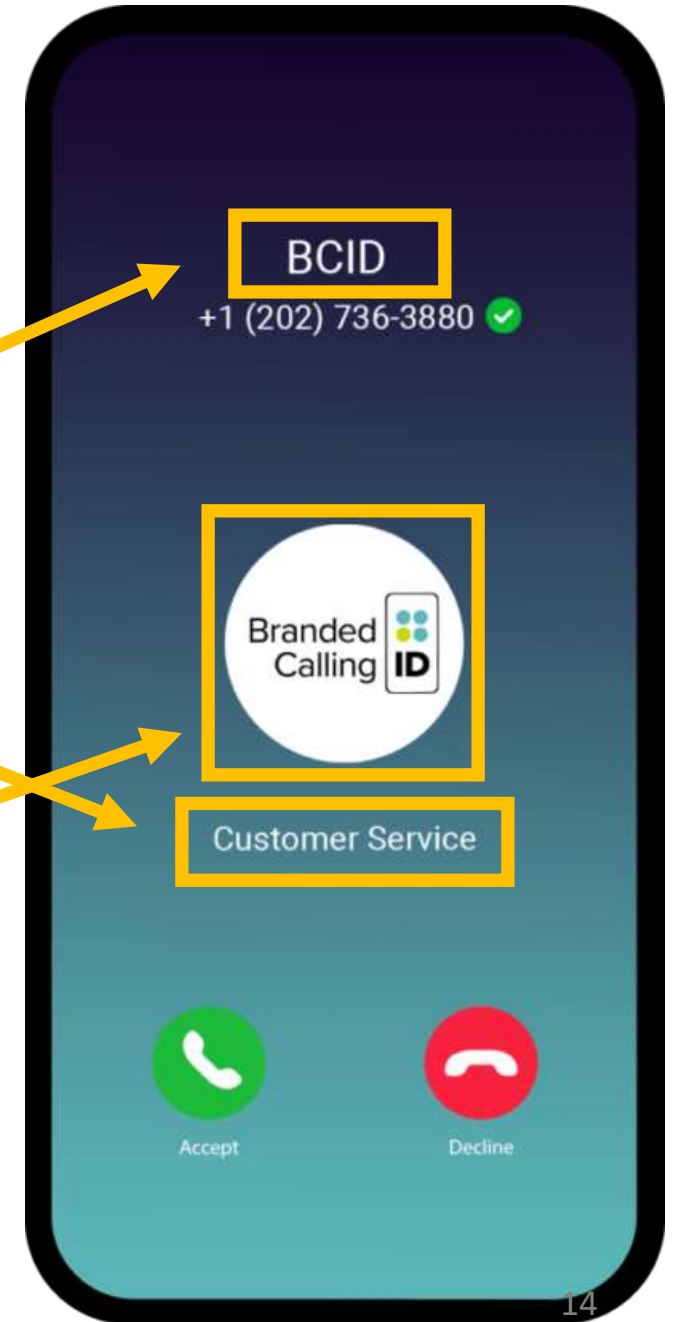 BCID
+1 (202) 736-3880
Branded
Calling ID
Customer Service
Accept Decline
14